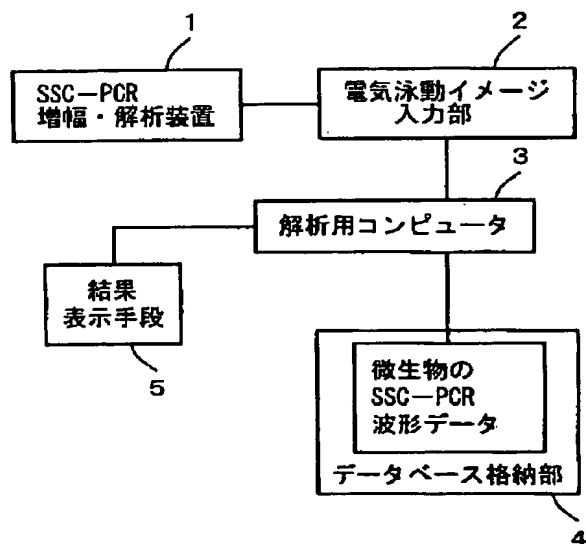 1
SSC-PCR
増幅・解析装置
2
電気泳動イメージ
入力部
3
解析用コンピュータ
結果
表示手段
5
微生物の
SSC-PCR
波形データ
データベース格納部
4